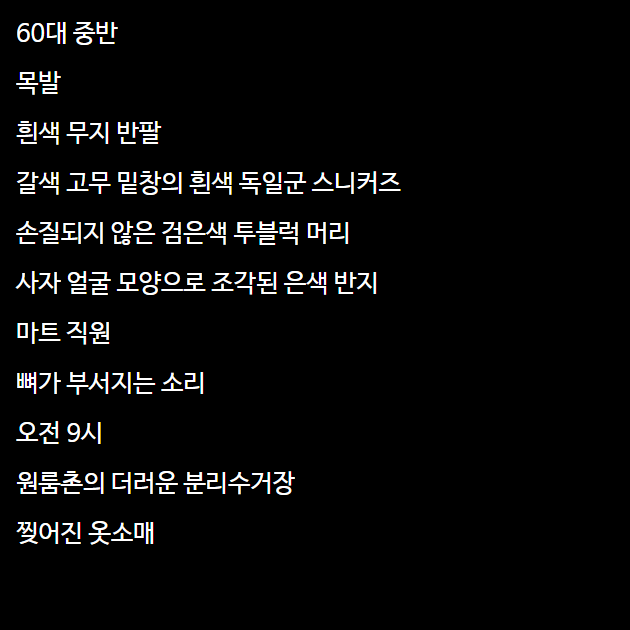 60대 중반
목발
흰색 무지 반팔
갈색 고무 밑창의 흰색 독일군 스니커즈
손질되지 않은 검은색 투블럭 머리
사자 얼굴 모양으로 조각된 은색 반지
마트 직원
뼈가 부서지는 소리
오전 9시
원룸촌의 더러운 분리수거장
찢어진 옷소매